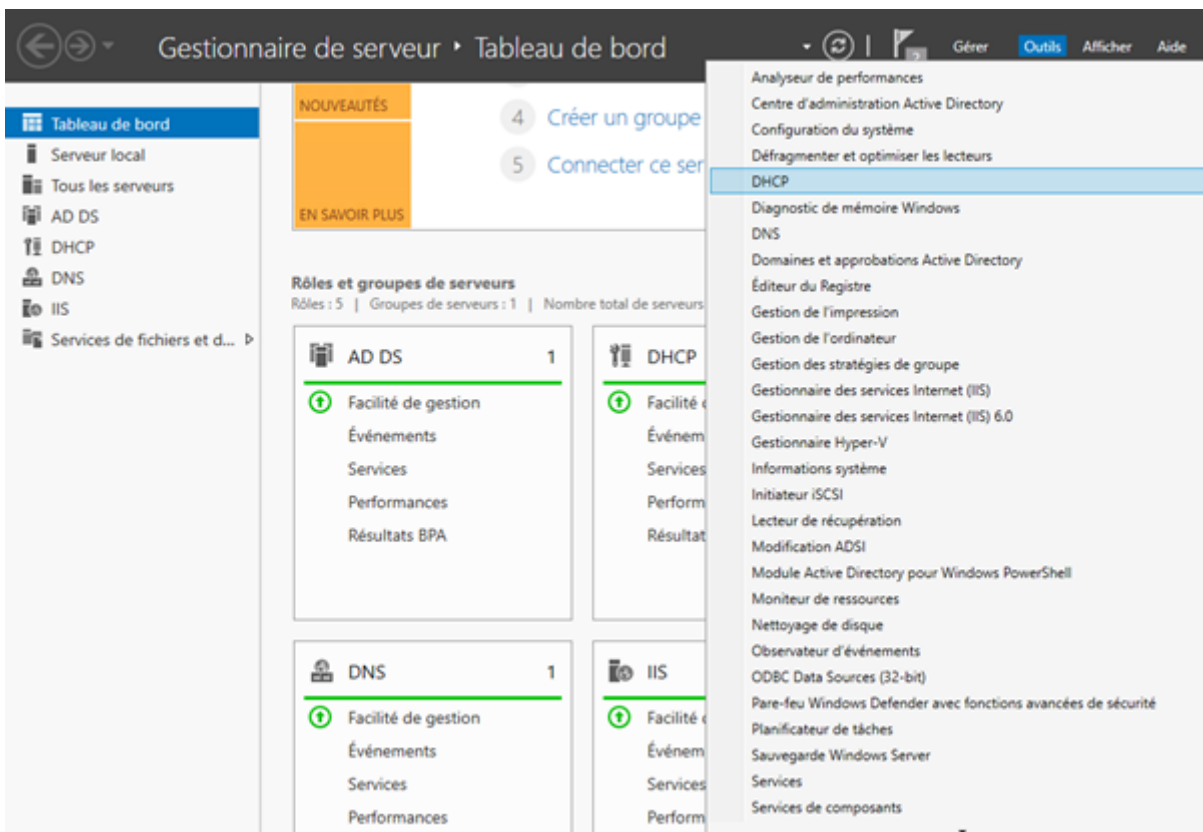 Gestionnaire de serveur ‣ Tableau de bord
Gérer Outils Afficher Aide
Tableau de bord
Serveur local
Tous les serveurs
AD DS
DHCP
DNS
IIS
Services de fichiers et d...
NOUVEAUTÉS
EN SAVOIR PLUS
4 Créer un groupe
5 Connecter ce ser
Rôles et groupes de serveurs
Rôles : 5 | Groupes de serveurs : 1 | Nombre total de serveurs
AD DS 1
Facilité de gestion
Événements
Services
Performances
Résultats BPA
DHCP
Facilité
Événem
Services
Perform
Résultat
DNS 1
Facilité de gestion
Événements
Services
Performances
IIS
Facilité
Événem
Services
Perform
Analyseur de performances
Centre d'administration Active Directory
Configuration du système
Défragmenter et optimiser les lecteurs
DHCP
Diagnostic de mémoire Windows
DNS
Domaines et approbations Active Directory
Éditeur du Registre
Gestion de l'impression
Gestion de l'ordinateur
Gestion des stratégies de groupe
Gestionnaire des services Internet (IIS)
Gestionnaire des services Internet (IIS) 6.0
Gestionnaire Hyper-V
Informations système
Initiateur iSCSI
Lecteur de récupération
Modification ADSI
Module Active Directory pour Windows PowerShell
Moniteur de ressources
Nettoyage de disque
Observateur d'événements
ODBC Data Sources (32-bit)
Pare-feu Windows Defender avec fonctions avancées de sécurité
Planificateur de tâches
Sauvegarde Windows Server
Services
Services de composants